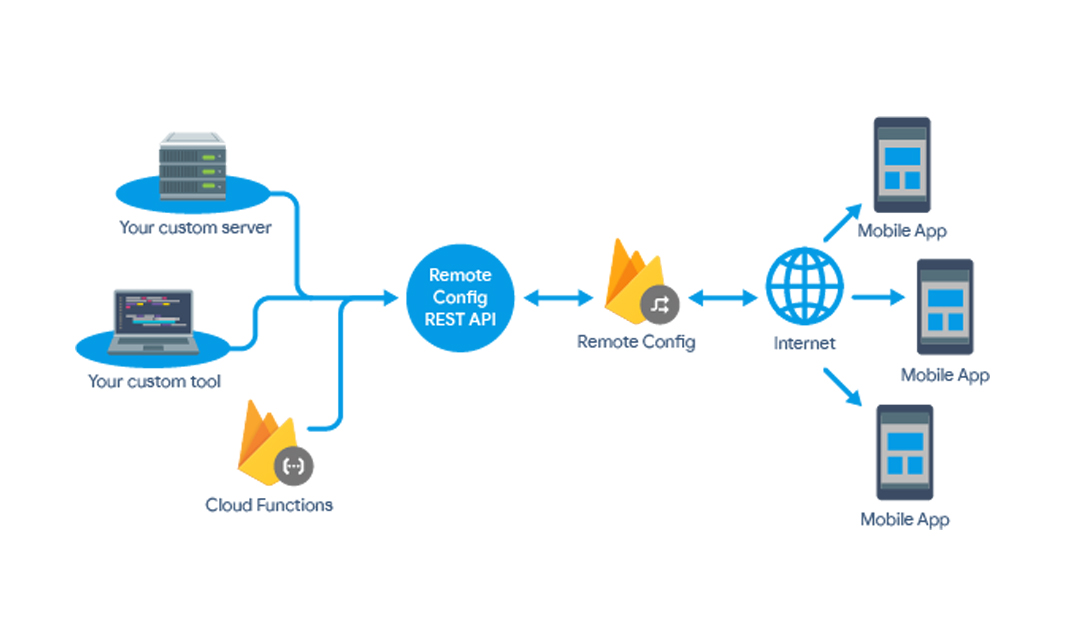 Your custom server
Your custom tool
Cloud Functions
Remote
Config
REST API
Remote Config
Internet
Mobile App
Mobile App
Mobile App